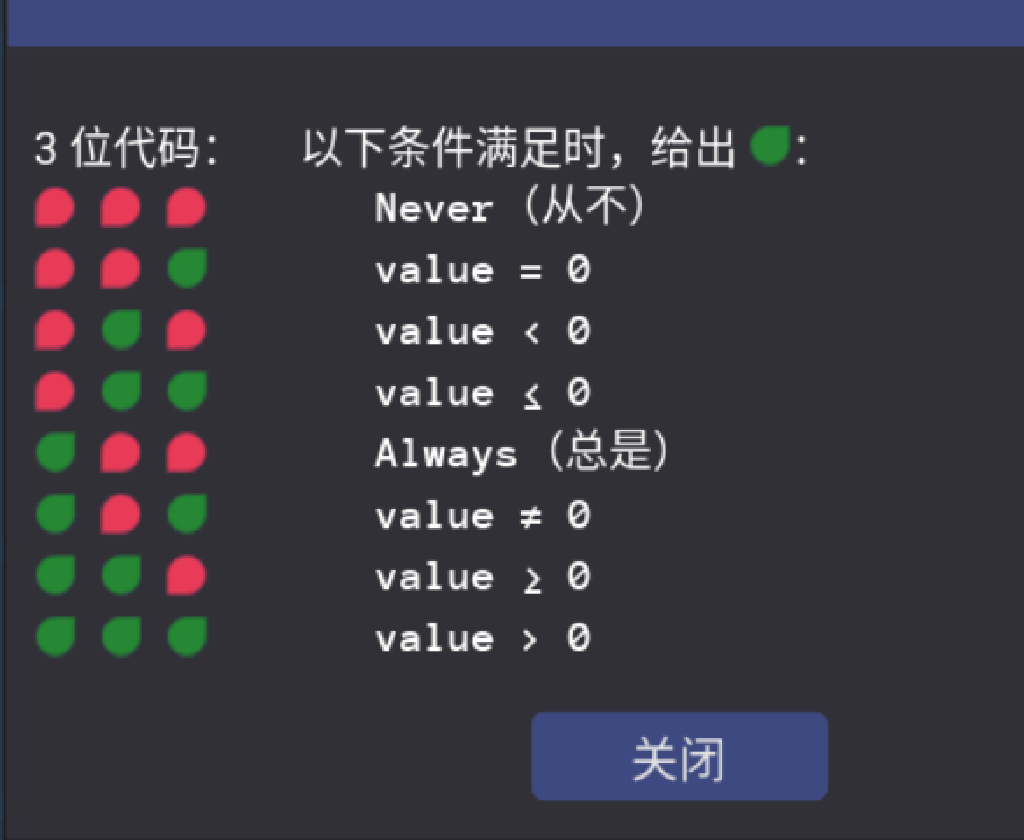 3 位代码： 以下条件满足时，给出 ：
Never（从不）
value = 0
value < 0
value ≤ 0
Always（总是）
value ≠ 0
value ≥ 0
value > 0
关闭